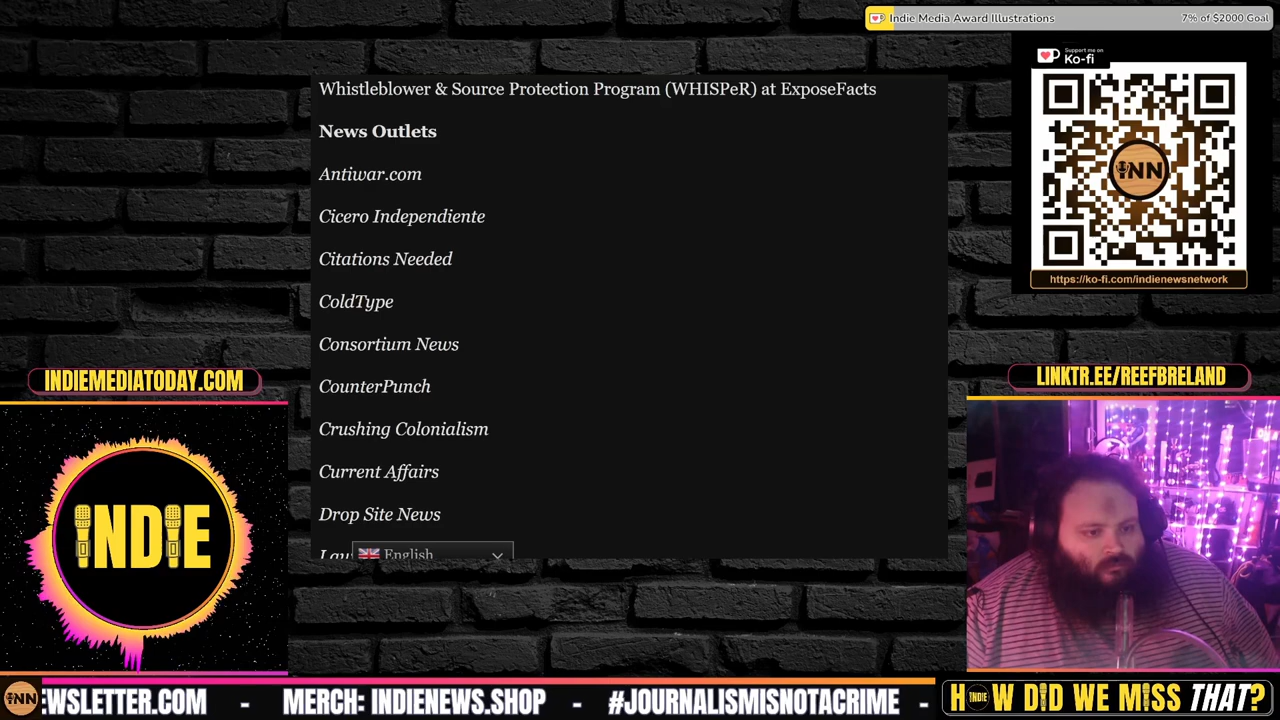 Indie Media Award Illustrations
7% of $2000 Goal
Support me on
Ko-fi
iNN
https://ko-fi.com/indienewsnetwork
Whistleblower & Source Protection Program (WHISPeR) at ExposeFacts
News Outlets
Antiwar.com
Cicero Independiente
Citations Needed
ColdType
Consortium News
CounterPunch
Crushing Colonialism
Current Affairs
Drop Site News
English
INDIEMEDIATODAY.COM
INDIE
LINKTR.EE/REEFBRELAND
iNN
EWSLETTER.COM - MERCH: INDIENEWS.SHOP - #JOURNALISMISNOTACRIME -
HOW DID WE MISS THAT?